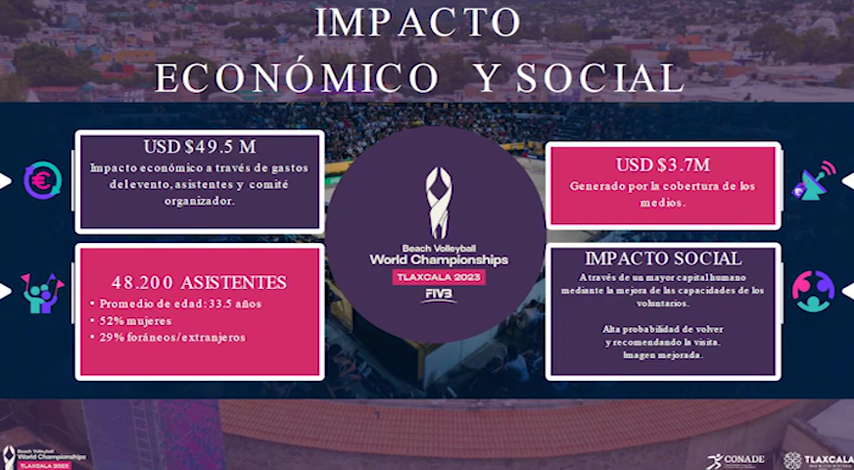 IMPACTO
ECONÓMICO Y SOCIAL
USD $49.5 M
Impacto económico a través de gastos
del evento, asistentes y comité
organizador.
48.200 ASISTENTES
• Promedio de edad: 33.5 años
• 52% mujeres
• 29% foráneos/extranjeros
Beach Volleyball
World Championships
TLAXCALA 2023
FIVB
USD $3.7M
Generado por la cobertura de los
medios.
IMPACTO SOCIAL
A través de un mayor capital humano
mediante la mejora de las capacidades de los
voluntarios.
Alta probabilidad de volver
y recomendando la visita.
Imagen mejorada.
Beach Volleyball
World Championships
TLAXCALA 2023
CONADE
TLAXCALA